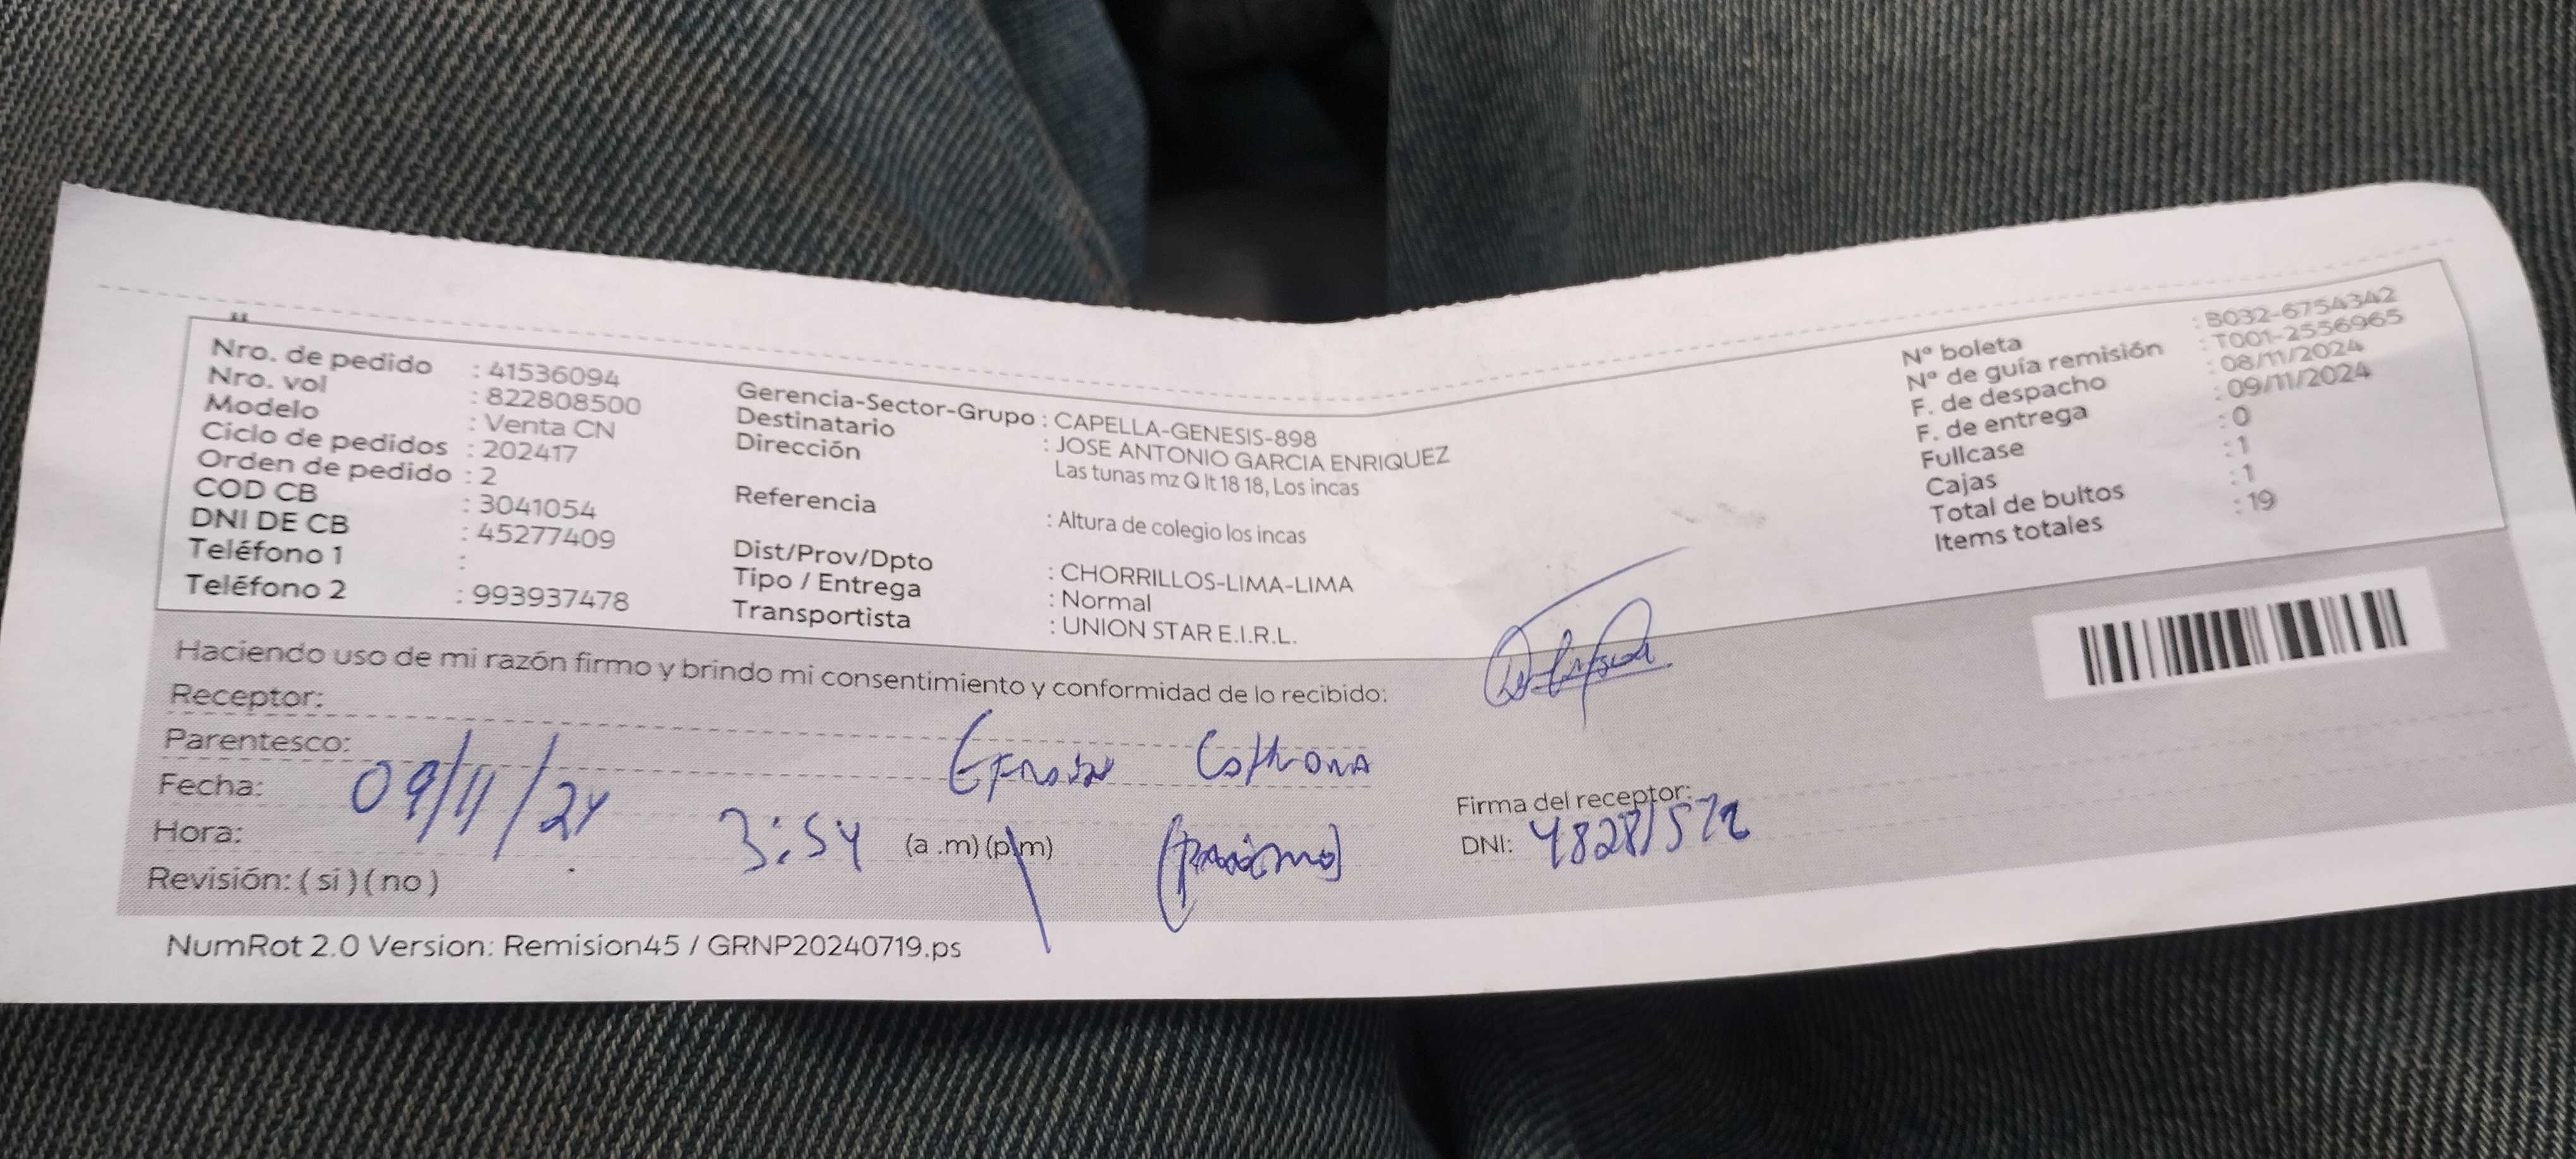 Nro. de pedido : 41536094
Nro. vol : 822808500
Modelo : Venta CN
Ciclo de pedidos : 202417
Orden de pedido : 2
COD CB : 3041054
DNI DE CB : 45277409
Teléfono 1 :
Teléfono 2 : 993937478
Gerencia-Sector-Grupo : CAPELLA-GENESIS-898
Destinatario : JOSE ANTONIO GARCIA ENRIQUEZ
Dirección Las tunas mz Q lt 18 18, Los incas
Referencia : Altura de colegio los incas
Dist/Prov/Dpto : CHORRILLOS-LIMA-LIMA
Tipo / Entrega : Normal
Transportista : UNION STAR E.I.R.L.
N° boleta : B032-6754342
N° de guía remisión : T001-2556965
F. de despacho : 08/11/2024
F. de entrega : 09/11/2024
Fullcase : 0
Cajas : 1
Total de bultos : 1
Items totales : 19
Haciendo uso de mi razón firmo y brindo mi consentimiento y conformidad de lo recibido:
Receptor:
Parentesco:
Fecha: 09/11/24
Hora: 3:54 (a .m) (p.m)
Revisión: ( si ) ( no )
Firma del receptor:
DNI: 48281572
NumRot 2.0 Version: Remision45 / GRNP20240719.ps